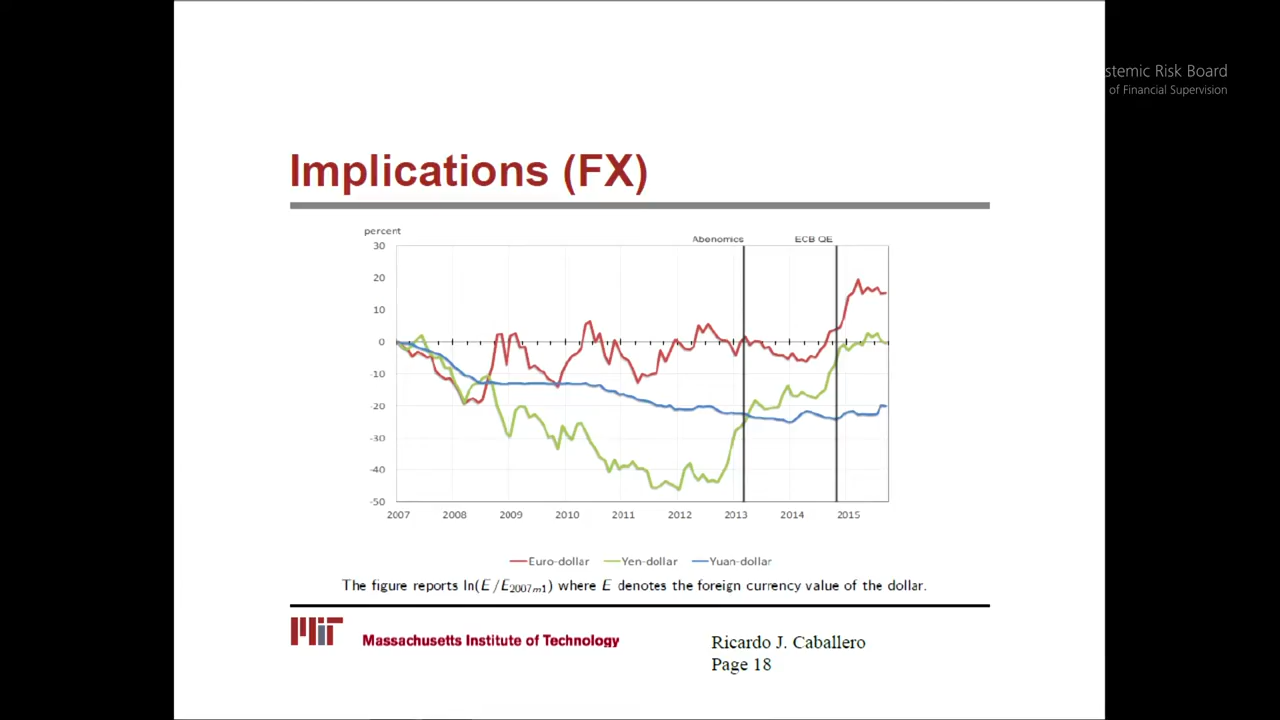 stemic Risk Board
of Financial Supervision
Implications (FX)
percent
Abenomics
ECB QE
30
20
10
0
-10
-20
-30
-40
-50
2007 2008 2009 2010 2011 2012 2013 2014 2015
Euro-dollar Yen-dollar Yuan-dollar
The figure reports ln(E/E2007m1) where E denotes the foreign currency value of the dollar.
MIT Massachusetts Institute of Technology
Ricardo J. Caballero
Page 18